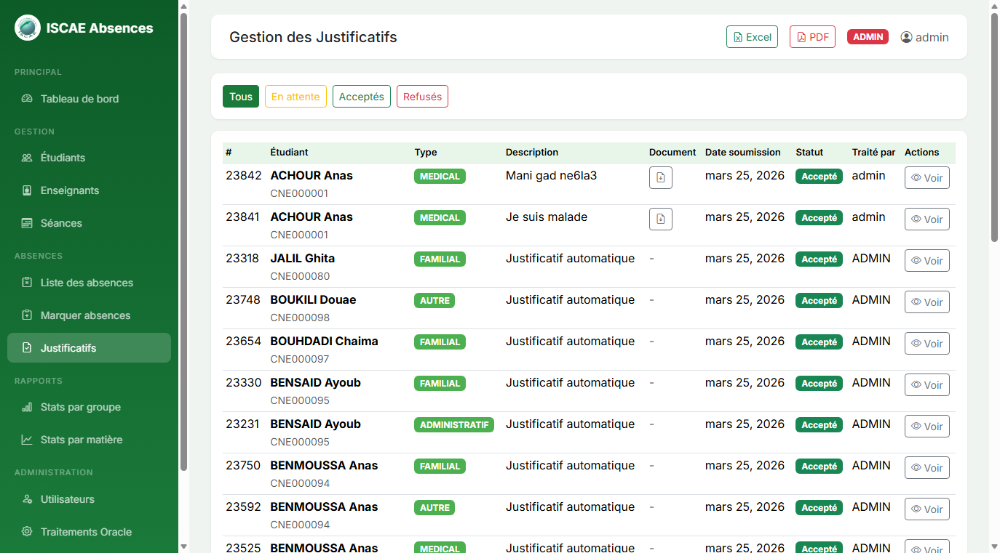 ISCAE Absences
PRINCIPAL
Tableau de bord
GESTION
Étudiants
Enseignants
Séances
ABSENCES
Liste des absences
Marquer absences
Justificatifs
RAPPORTS
Stats par groupe
Stats par matière
ADMINISTRATION
Utilisateurs
Traitements Oracle
Gestion des Justificatifs Excel PDF ADMIN admin
Tous En attente Acceptés Refusés
# Étudiant Type Description Document Date soumission Statut Traité par Actions
23842 ACHOUR Anas MEDICAL Mani gad ne6la3 mars 25, 2026 Accepté admin Voir
CNE000001
23841 ACHOUR Anas MEDICAL Je suis malade mars 25, 2026 Accepté admin Voir
CNE000001
23318 JALIL Ghita FAMILIAL Justificatif automatique - mars 25, 2026 Accepté ADMIN Voir
CNE000080
23748 BOUKILI Douae AUTRE Justificatif automatique - mars 25, 2026 Accepté ADMIN Voir
CNE000098
23654 BOUHDADI Chaima FAMILIAL Justificatif automatique - mars 25, 2026 Accepté ADMIN Voir
CNE000097
23330 BENSAID Ayoub FAMILIAL Justificatif automatique - mars 25, 2026 Accepté ADMIN Voir
CNE000095
23231 BENSAID Ayoub ADMINISTRATIF Justificatif automatique - mars 25, 2026 Accepté ADMIN Voir
CNE000095
23750 BENMOUSSA Anas FAMILIAL Justificatif automatique - mars 25, 2026 Accepté ADMIN Voir
CNE000094
23592 BENMOUSSA Anas AUTRE Justificatif automatique - mars 25, 2026 Accepté ADMIN Voir
CNE000094
23525 BENMOUSSA Anas MEDICAL Justificatif automatique - mars 25, 2026 Accepté ADMIN Voir